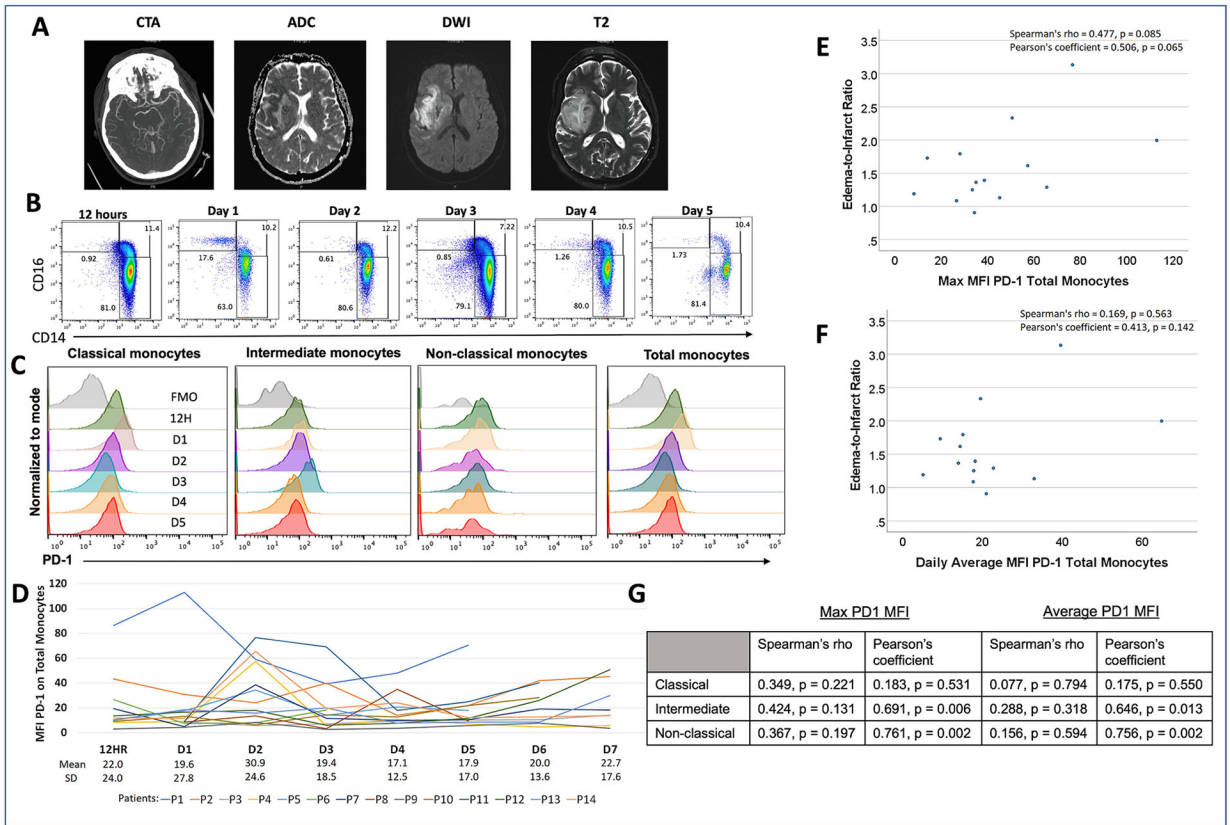 A
CTA
ADC
DWI
T2
B
12 hours
Day 1
Day 2
Day 3
Day 4
Day 5
11.4
10.2
12.2
7.22
10.5
10.4
0.92
17.6
0.61
0.85
1.26
1.73
81.0
63.0
80.6
79.1
80.0
81.4
CD16
CD14
C
Classical monocytes
Intermediate monocytes
Non-classical monocytes
Total monocytes
Normalized to mode
FMO
12H
D1
D2
D3
D4
D5
PD-1
D
MFI PD-1 on Total Monocytes
120
100
80
60
40
20
0
12HR D1 D2 D3 D4 D5 D6 D7
Mean 22.0 19.6 30.9 19.4 17.1 17.9 20.0 22.7
SD 24.0 27.8 24.6 18.5 12.5 17.0 13.6 17.6
Patients: P1 P2 P3 P4 P5 P6 P7 P8 P9 P10 P11 P12 P13 P14
E
Spearman's rho = 0.477, p = 0.085
Pearson's coefficient = 0.506, p = 0.065
Edema-to-Infarct Ratio
3.5
3.0
2.5
2.0
1.5
1.0
.5
0 20 40 60 80 100 120
Max MFI PD-1 Total Monocytes
F
Spearman's rho = 0.169, p = 0.563
Pearson's coefficient = 0.413, p = 0.142
Edema-to-Infarct Ratio
3.5
3.0
2.5
2.0
1.5
1.0
.5
0 20 40 60
Daily Average MFI PD-1 Total Monocytes
G
Max PD1 MFI
Average PD1 MFI
Spearman's rho
Pearson's coefficient
Spearman's rho
Pearson's coefficient
Classical 0.349, p = 0.221 0.183, p = 0.531 0.077, p = 0.794 0.175, p = 0.550
Intermediate 0.424, p = 0.131 0.691, p = 0.006 0.288, p = 0.318 0.646, p = 0.013
Non-classical 0.367, p = 0.197 0.761, p = 0.002 0.156, p = 0.594 0.756, p = 0.002